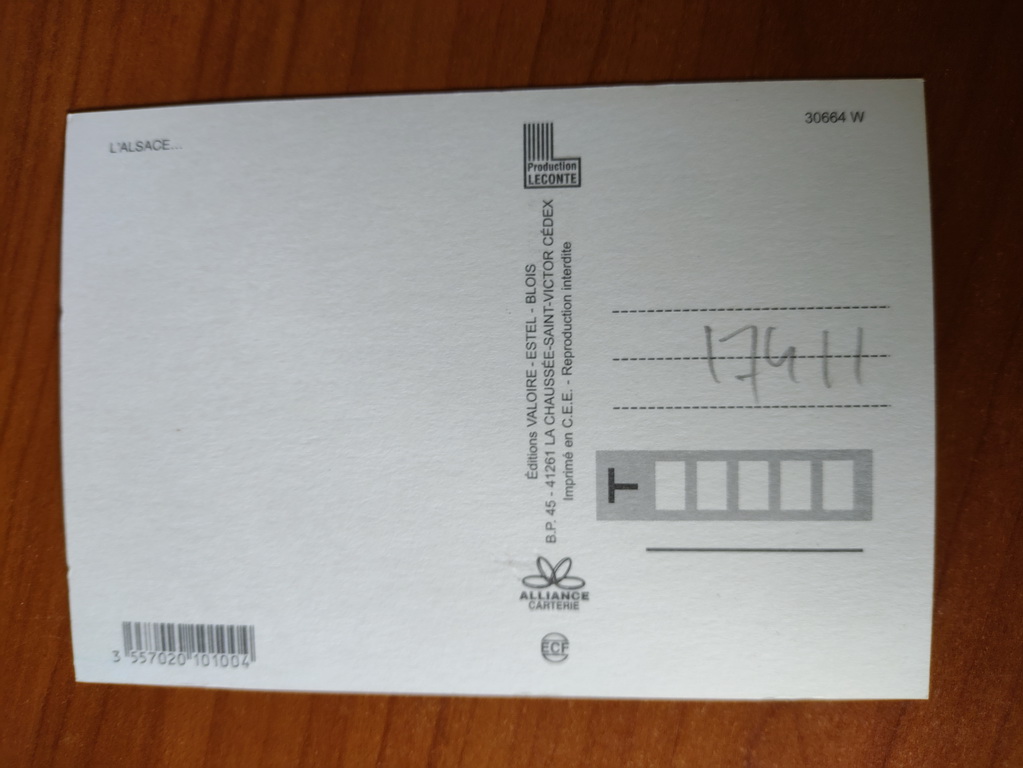 L'ALSACE...
30664 W
Production
LECONTE
Éditions VALOIRE - ESTEL - BLOIS
B.P. 45 - 41261 LA CHAUSSÉE-SAINT-VICTOR CÉDEX
Imprimé en C.E.E. - Reproduction interdite
17411
T
ALLIANCE
CARTERIE
ECF
3 557020 101004